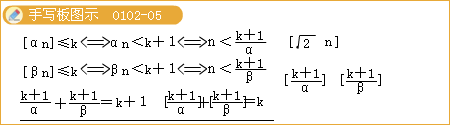 手写板图示 0102-05
[αn]≤k⟺αn<k+1⟺n<(k+1)/α [√2 n]
[βn]≤k⟺βn<k+1⟺n<(k+1)/β
[(k+1)/α] [(k+1)/β]
(k+1)/α+(k+1)/β=k+1 [(k+1)/α]+[(k+1)/β]=k